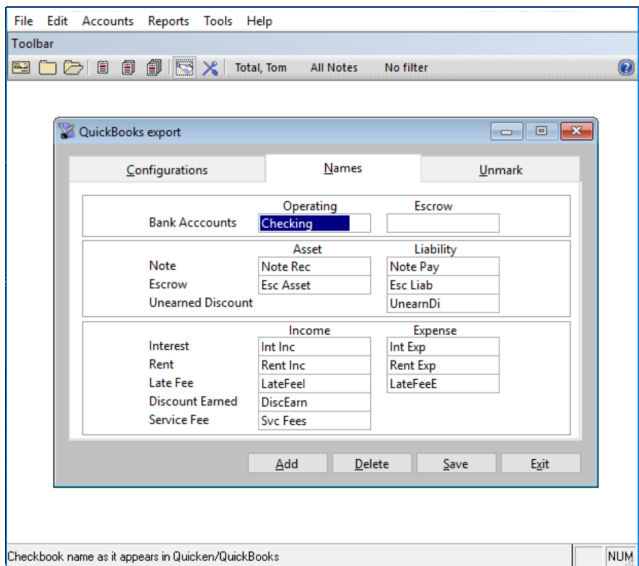 File Edit Accounts Reports Tools Help
Toolbar
Total, Tom All Notes No filter
QuickBooks export
Configurations Names Unmark
Operating Escrow
Bank Acccounts Checking
Asset Liability
Note Note Rec Note Pay
Escrow Esc Asset Esc Liab
Unearned Discount UnearnDi
Income Expense
Interest Int Inc Int Exp
Rent Rent Inc Rent Exp
Late Fee LateFeeI LateFeeE
Discount Earned DiscEarn
Service Fee Svc Fees
Add Delete Save Exit
Checkbook name as it appears in Quicken/QuickBooks NUM